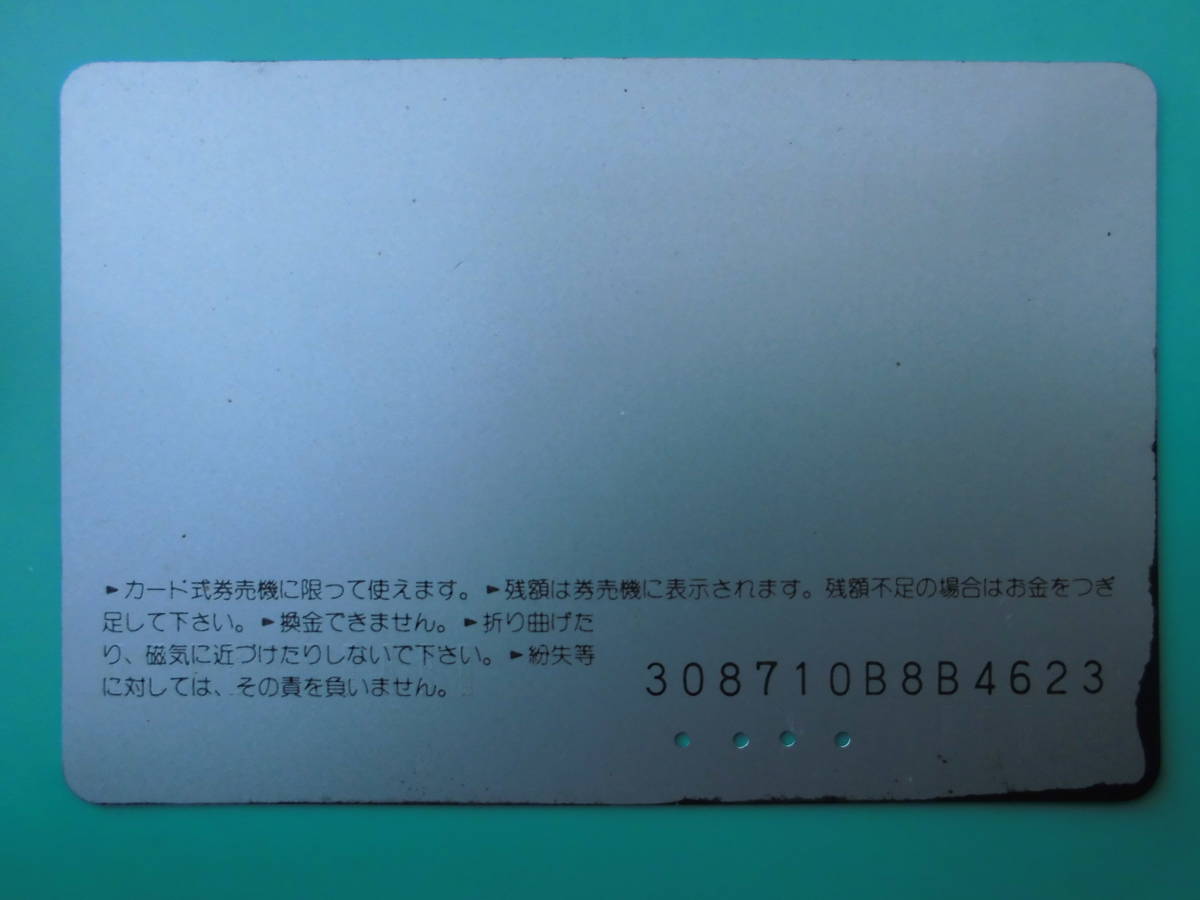 ►カード式券売機に限って使えます。►残額は券売機に表示されます。残額不足の場合はお金をつぎ
足して下さい。►換金できません。►折り曲げた
り、磁気に近づけたりしないで下さい。►紛失等
に対しては、その責を負いません。
308710B8B4623